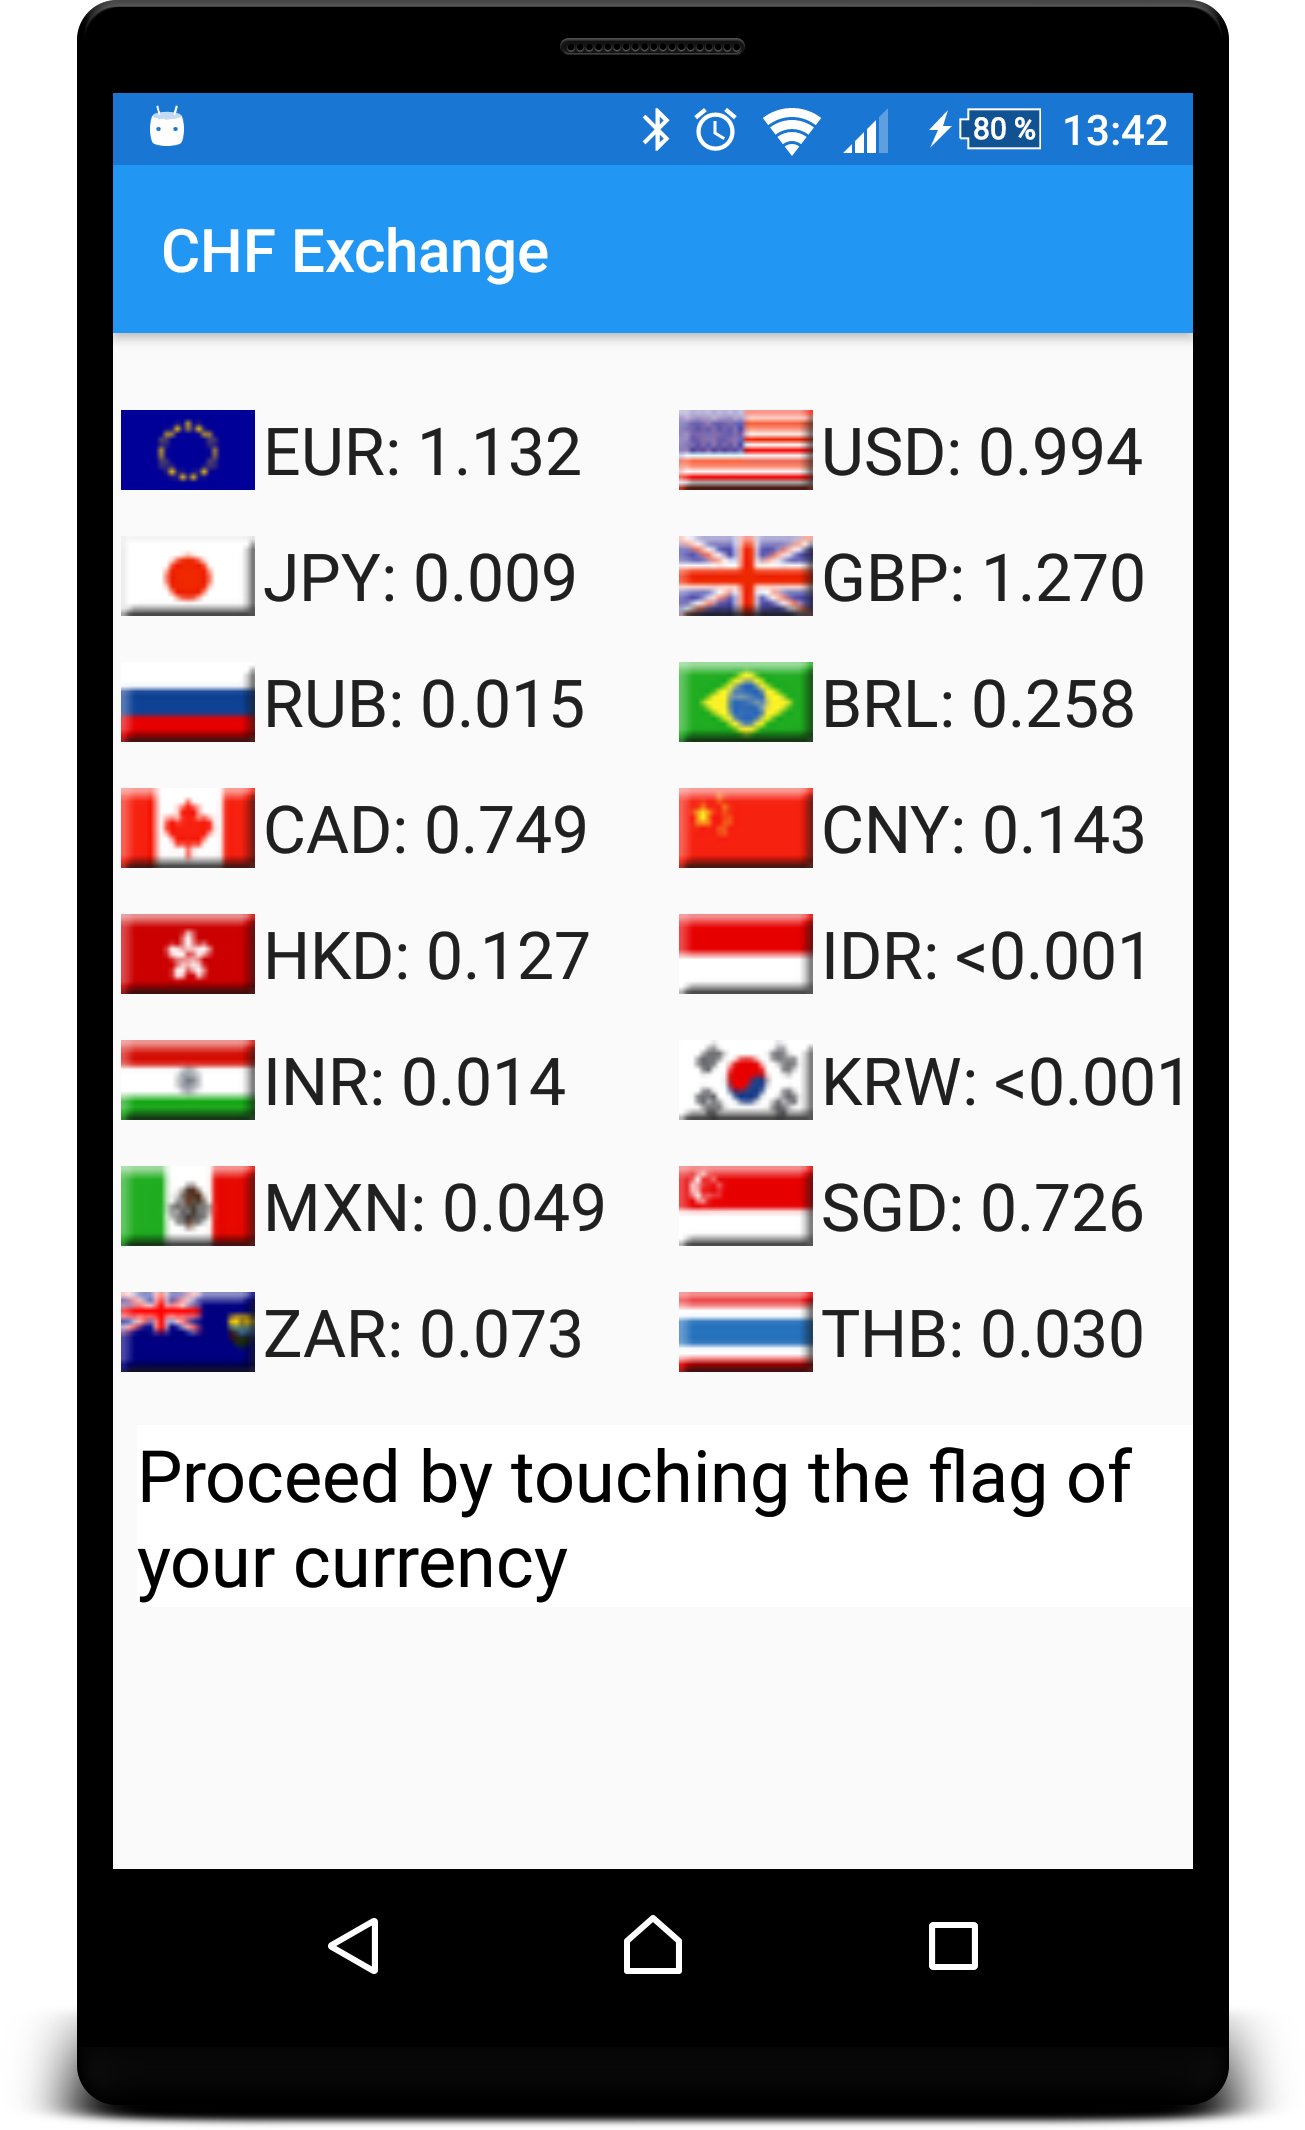 80 % 13:42
CHF Exchange
EUR: 1.132 USD: 0.994
JPY: 0.009 GBP: 1.270
RUB: 0.015 BRL: 0.258
CAD: 0.749 CNY: 0.143
HKD: 0.127 IDR: <0.001
INR: 0.014 KRW: <0.001
MXN: 0.049 SGD: 0.726
ZAR: 0.073 THB: 0.030
Proceed by touching the flag of
your currency